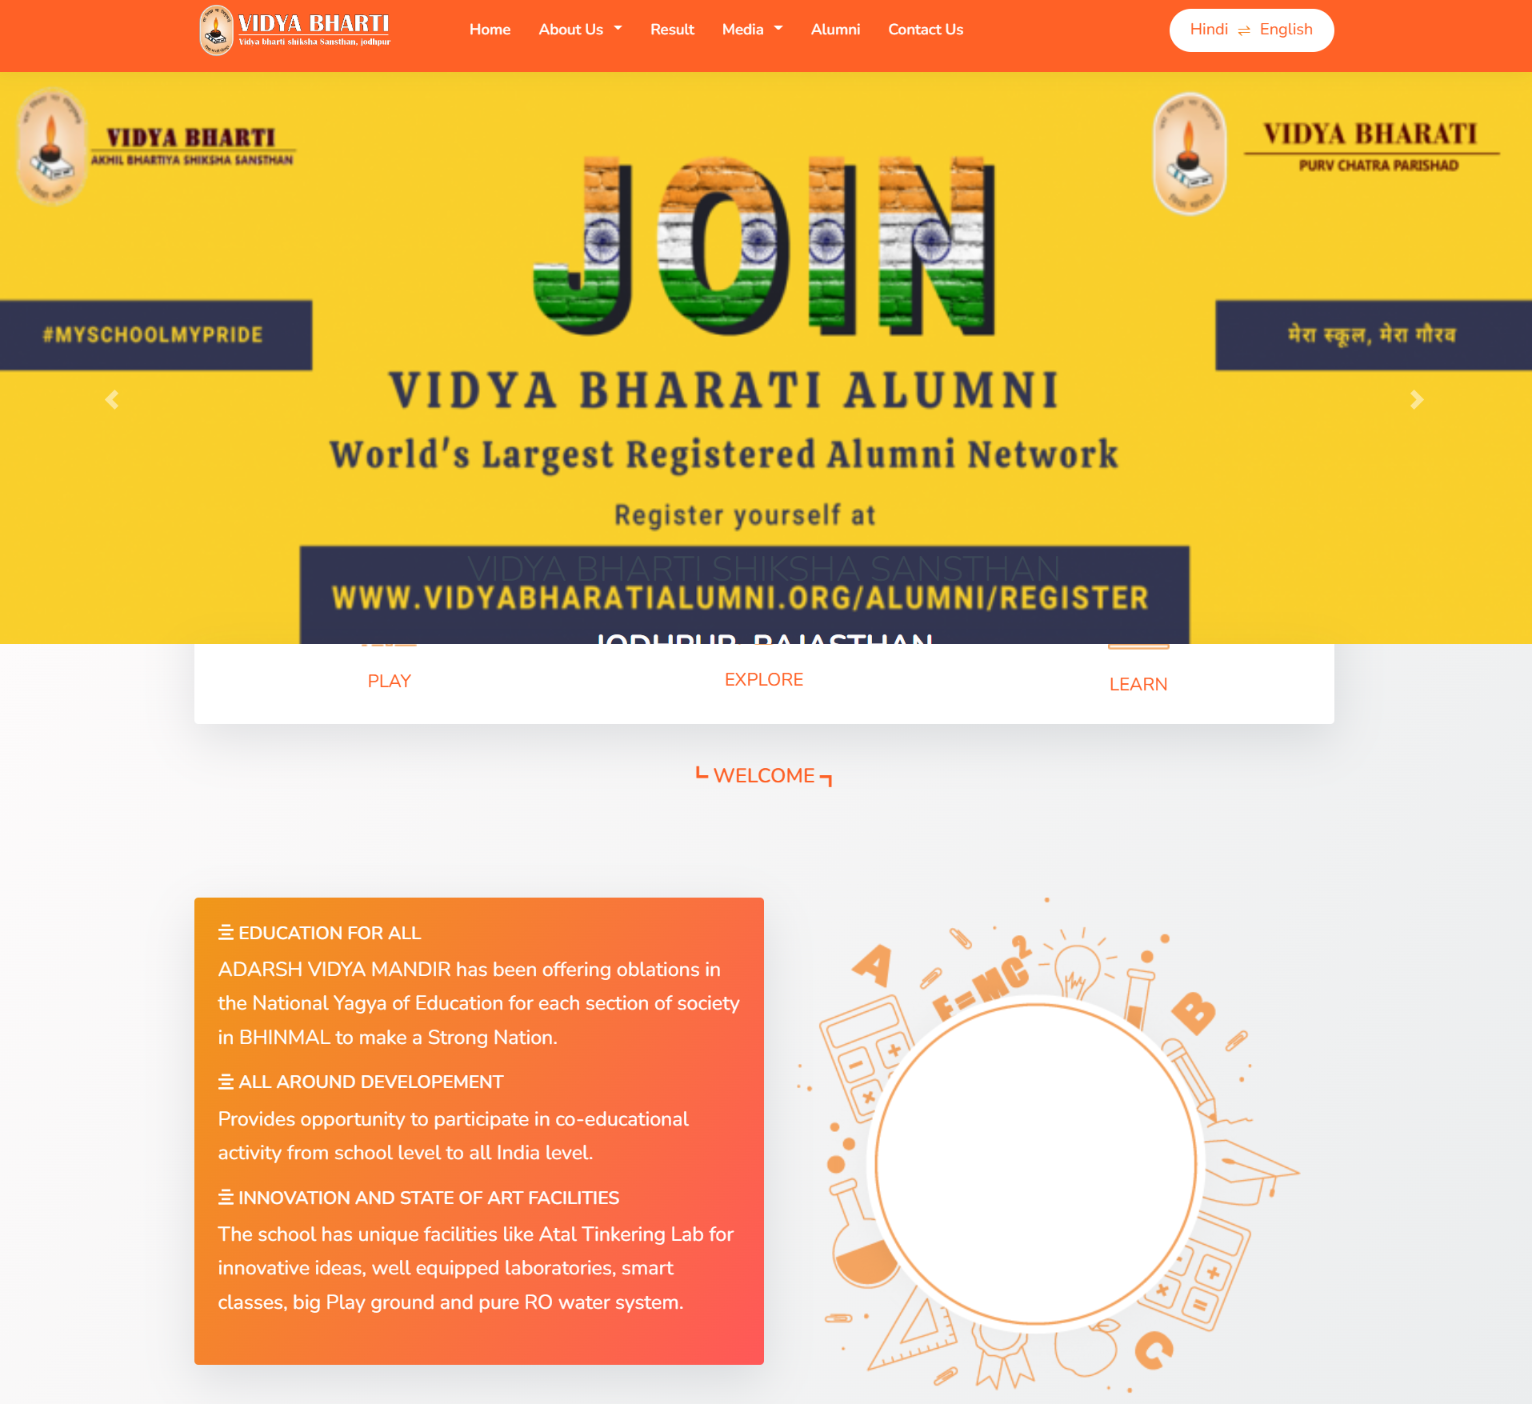 VIDYA BHARTI
Vidya bharti shiksha Sansthan, jodhpur
Home
About Us
Result
Media
Alumni
Contact Us
Hindi ⇌ English
VIDYA BHARTI
AKHIL BHARTIYA SHIKSHA SANSTHAN
VIDYA BHARATI
PURV CHATRA PARISHAD
JOIN
#MYSCHOOLMYPRIDE
मेरा स्कूल, मेरा गौरव
VIDYA BHARATI ALUMNI
World's Largest Registered Alumni Network
Register yourself at
VIDYA BHARTI SHIKSHA SANSTHAN
WWW.VIDYABHARATIALUMNI.ORG/ALUMNI/REGISTER
JODHPUR, RAJASTHAN
PLAY
EXPLORE
LEARN
WELCOME
EDUCATION FOR ALL
ADARSH VIDYA MANDIR has been offering oblations in
the National Yagya of Education for each section of society
in BHINMAL to make a Strong Nation.
ALL AROUND DEVELOPEMENT
Provides opportunity to participate in co-educational
activity from school level to all India level.
INNOVATION AND STATE OF ART FACILITIES
The school has unique facilities like Atal Tinkering Lab for
innovative ideas, well equipped laboratories, smart
classes, big Play ground and pure RO water system.
A
E=MC2
B
C